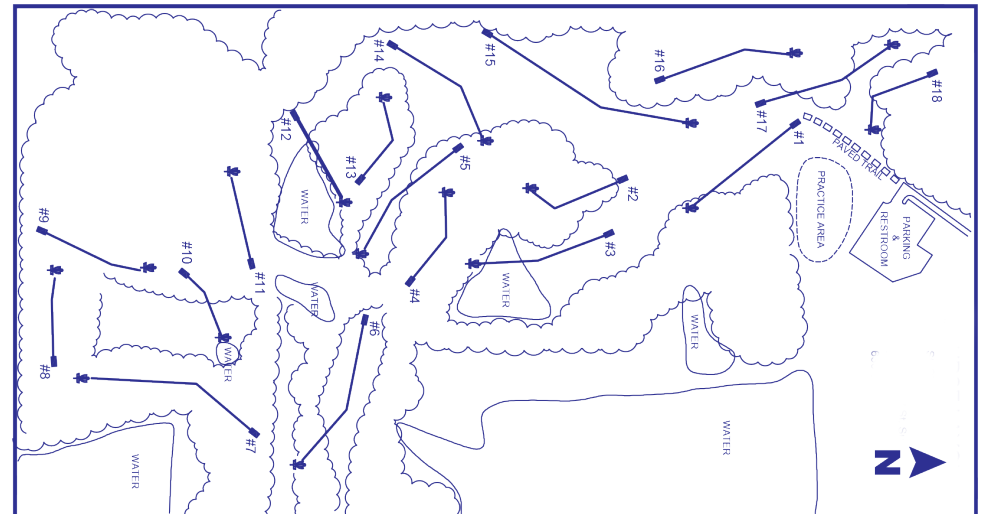 #14
#15
#16
#17
#18
#1
PAVED TRAIL
#12
#13
#5
#2
PRACTICE AREA
PARKING
&
RESTROOM
WATER
#9
#10
#11
#4
#3
WATER
WATER
WATER
#6
WATER
#8
#7
WATER
WATER
WATER
N